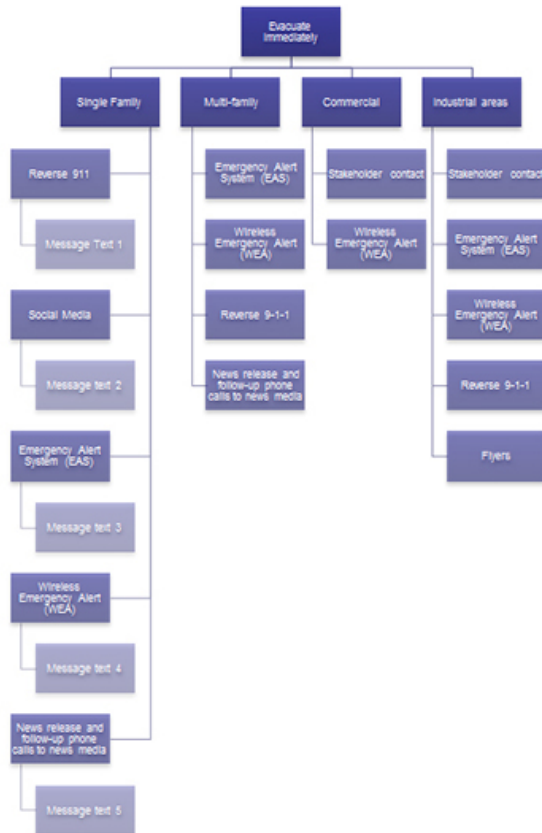 Evacuate
Immediately
Single Family
Multi-family
Commercial
Industrial areas
Reverse 911
Message Text 1
Social Media
Message text 2
Emergency Alert
System (EAS)
Message text 3
Wireless
Emergency Alert
(WEA)
Message text 4
News release and
follow-up phone
calls to news media
Message text 5
Emergency Alert
System (EAS)
Wireless
Emergency Alert
(WEA)
Reverse 9-1-1
News release and
follow-up phone
calls to news media
Stakeholder contact
Wireless
Emergency Alert
(WEA)
Stakeholder contact
Emergency Alert
System (EAS)
Wireless
Emergency Alert
(WEA)
Reverse 9-1-1
Flyers